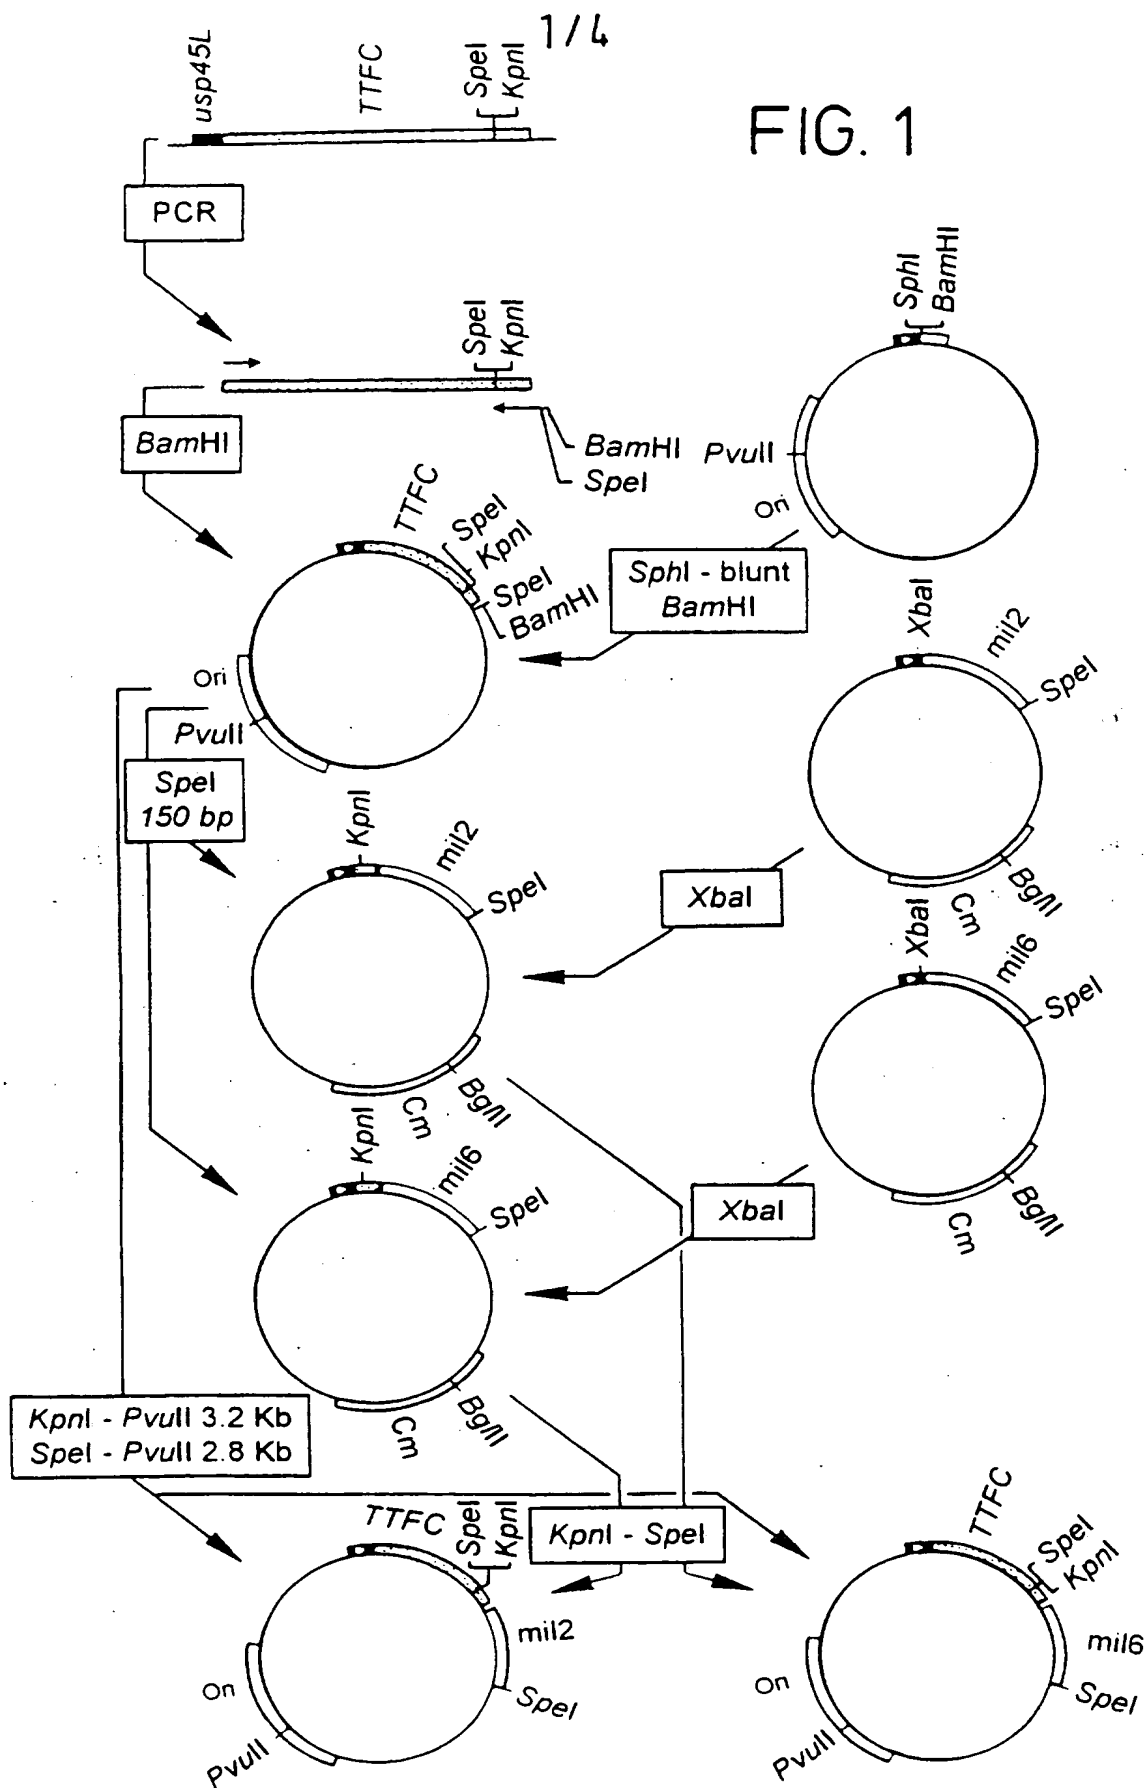 1/4
FIG. 1
usp45L
TTFC
SpeI
KpnI
PCR
SpeI
KpnI
BamHI
SpeI
BamHI
SphI
BamHI
PvuII
Ori
TTFC
SpeI
KpnI
SpeI
BamHI
SphI - blunt
BamHI
Ori
PvuII
XbaI
mil2
SpeI
BglII
Cm
SpeI
150 bp
KpnI
mil2
SpeI
BglII
Cm
XbaI
XbaI
mil6
SpeI
BglII
Cm
KpnI
mil6
SpeI
BglII
Cm
XbaI
KpnI - PvuII 3.2 Kb
SpeI - PvuII 2.8 Kb
KpnI - SpeI
TTFC
SpeI
KpnI
mil2
SpeI
Ori
PvuII
TTFC
SpeI
KpnI
mil6
SpeI
Ori
PvuII